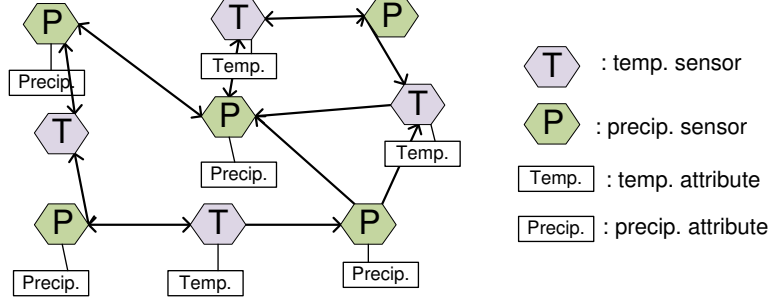 P
T
P
Temp.
Precip.
T
P
T
Precip.
Temp.
P
T
P
Precip.
Temp.
Precip.
T : temp. sensor
P : precip. sensor
Temp. : temp. attribute
Precip. : precip. attribute